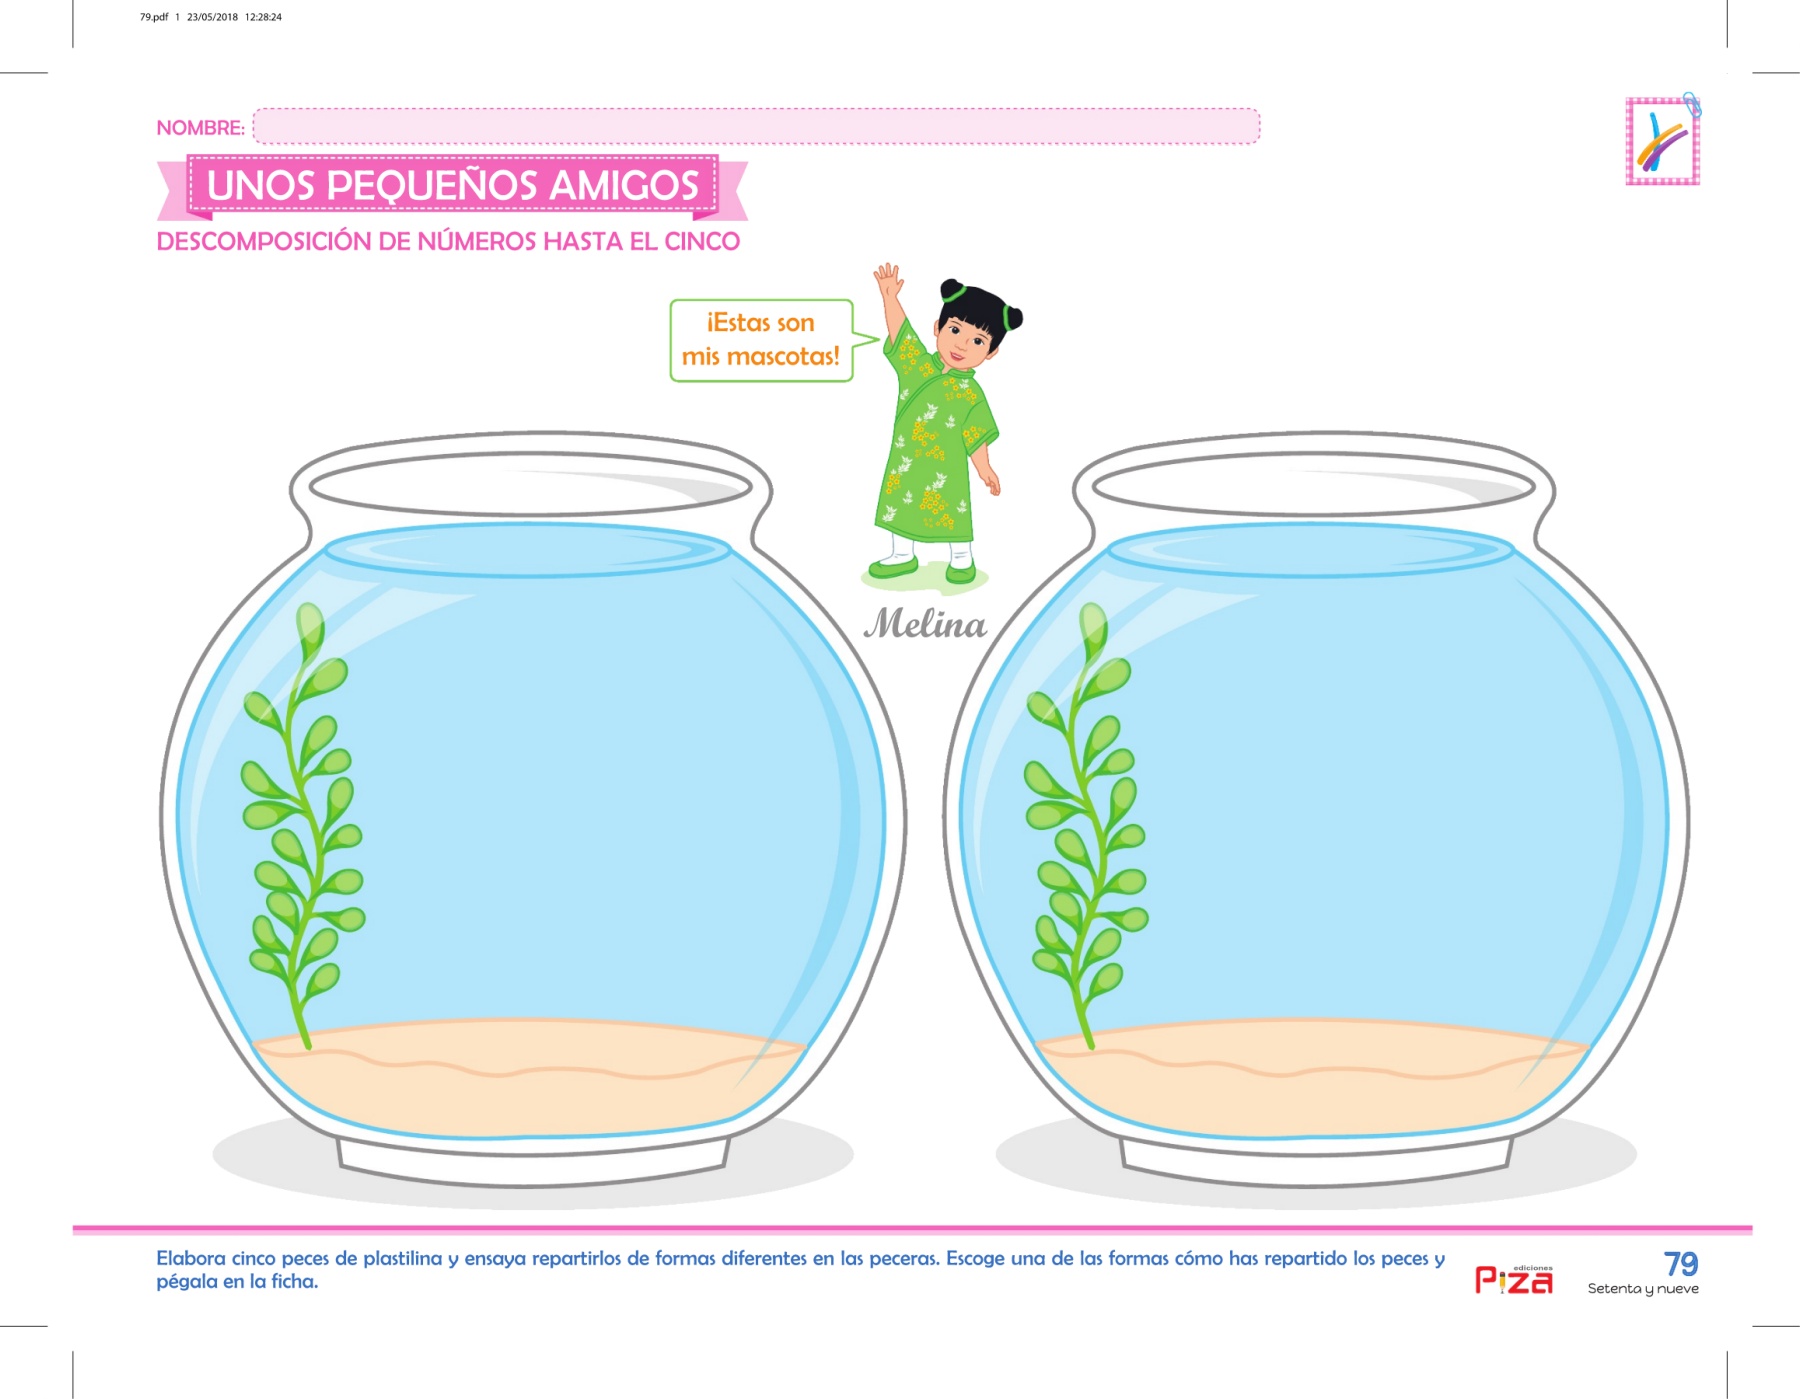 79.pdf 1 23/05/2018 12:28:24
NOMBRE:
UNOS PEQUEÑOS AMIGOS
DESCOMPOSICIÓN DE NÚMEROS HASTA EL CINCO
¡Estas son
mis mascotas!
Melina
Elabora cinco peces de plastilina y ensaya repartirlos de formas diferentes en las peceras. Escoge una de las formas cómo has repartido los peces y
pégala en la ficha.
ediciones
Piza
79
Setenta y nueve